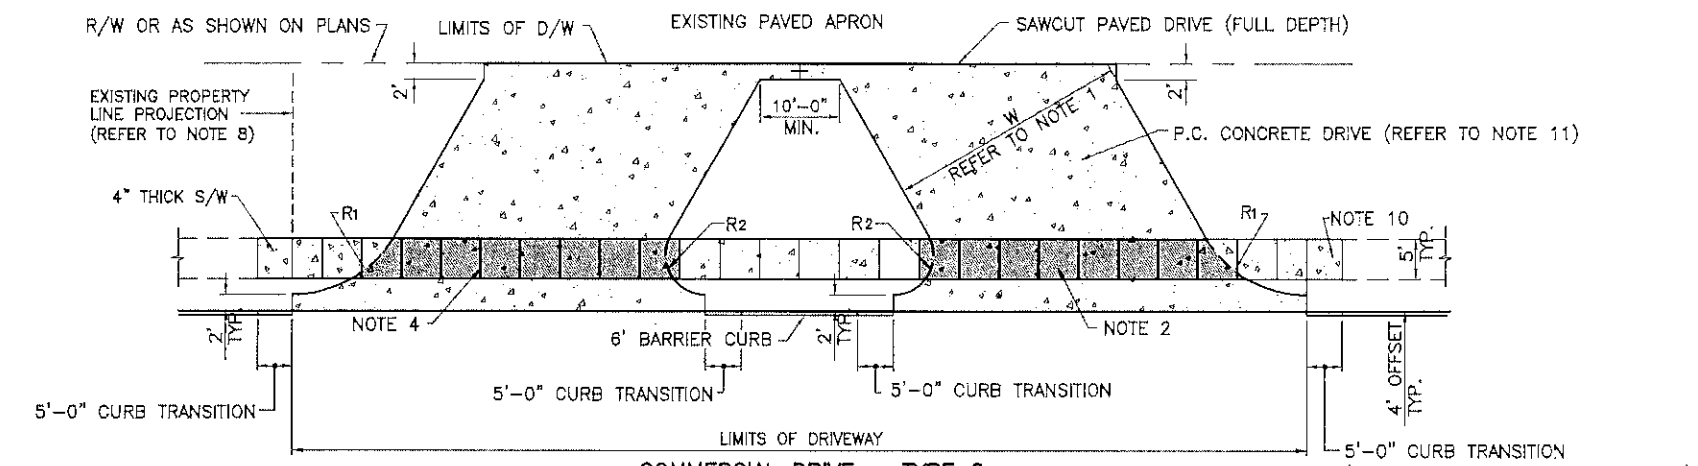 R/W OR AS SHOWN ON PLANS
LIMITS OF D/W
EXISTING PAVED APRON
SAWCUT PAVED DRIVE (FULL DEPTH)
2'
2'
EXISTING PROPERTY
LINE PROJECTION
(REFER TO NOTE 8)
10'-0"
MIN.
W
REFER TO NOTE 1
P.C. CONCRETE DRIVE (REFER TO NOTE 11)
4" THICK S/W
R1
R2
R2
R1
NOTE 10
5'
TYP.
2'
TYP.
NOTE 4
6' BARRIER CURB
2'
TYP.
NOTE 2
4' OFFSET
TYP.
5'-0" CURB TRANSITION
5'-0" CURB TRANSITION
5'-0" CURB TRANSITION
LIMITS OF DRIVEWAY
5'-0" CURB TRANSITION